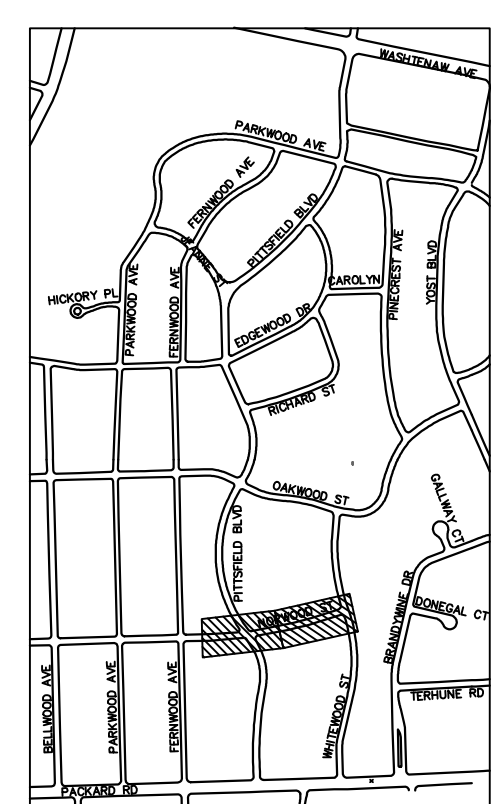 WASHTENAW AVE
PARKWOOD AVE
FERNWOOD AVE
PITTSFIELD BLVD
JEANNE ST
CAROLYN
PINECREST AVE
YOST BLVD
HICKORY PL
PARKWOOD AVE
FERNWOOD AVE
EDGEWOOD DR
RICHARD ST
OAKWOOD ST
GALLWAY CT
PITTSFIELD BLVD
NORWOOD ST
BRANDYWINE DR
DONEGAL CT
BELLWOOD AVE
PARKWOOD AVE
FERNWOOD AVE
WHITEWOOD ST
TERHUNE RD
PACKARD RD